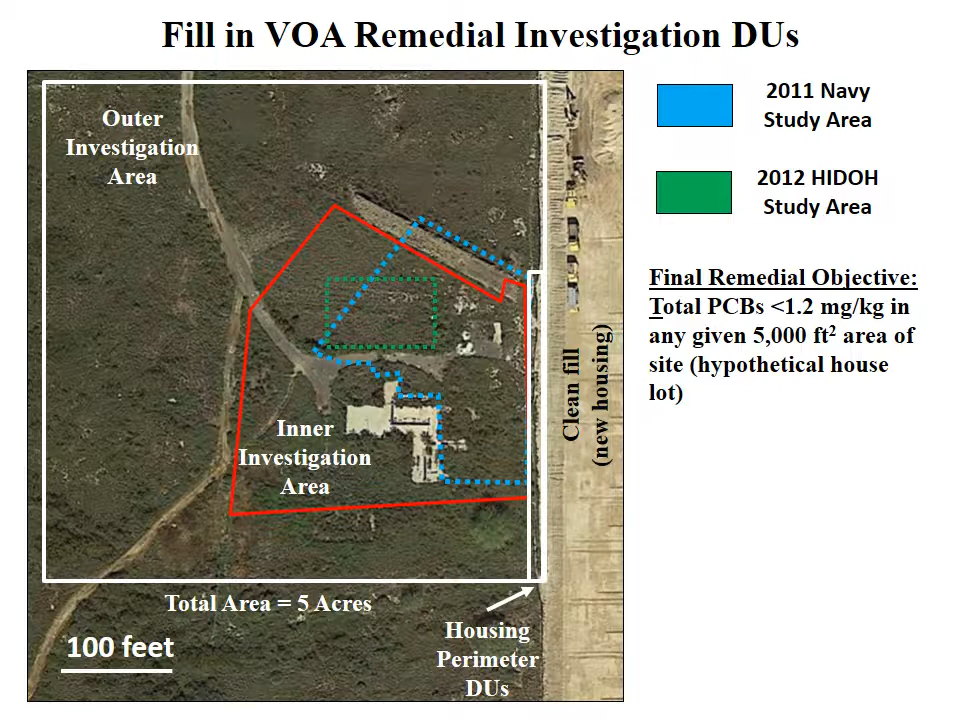 Fill in VOA Remedial Investigation DUs
Outer
Investigation
Area
2011 Navy
Study Area
2012 HIDOH
Study Area
Final Remedial Objective:
Total PCBs <1.2 mg/kg in
any given 5,000 ft² area of
site (hypothetical house
lot)
Clean fill
(new housing)
Inner
Investigation
Area
Total Area = 5 Acres
100 feet
Housing
Perimeter
DUs